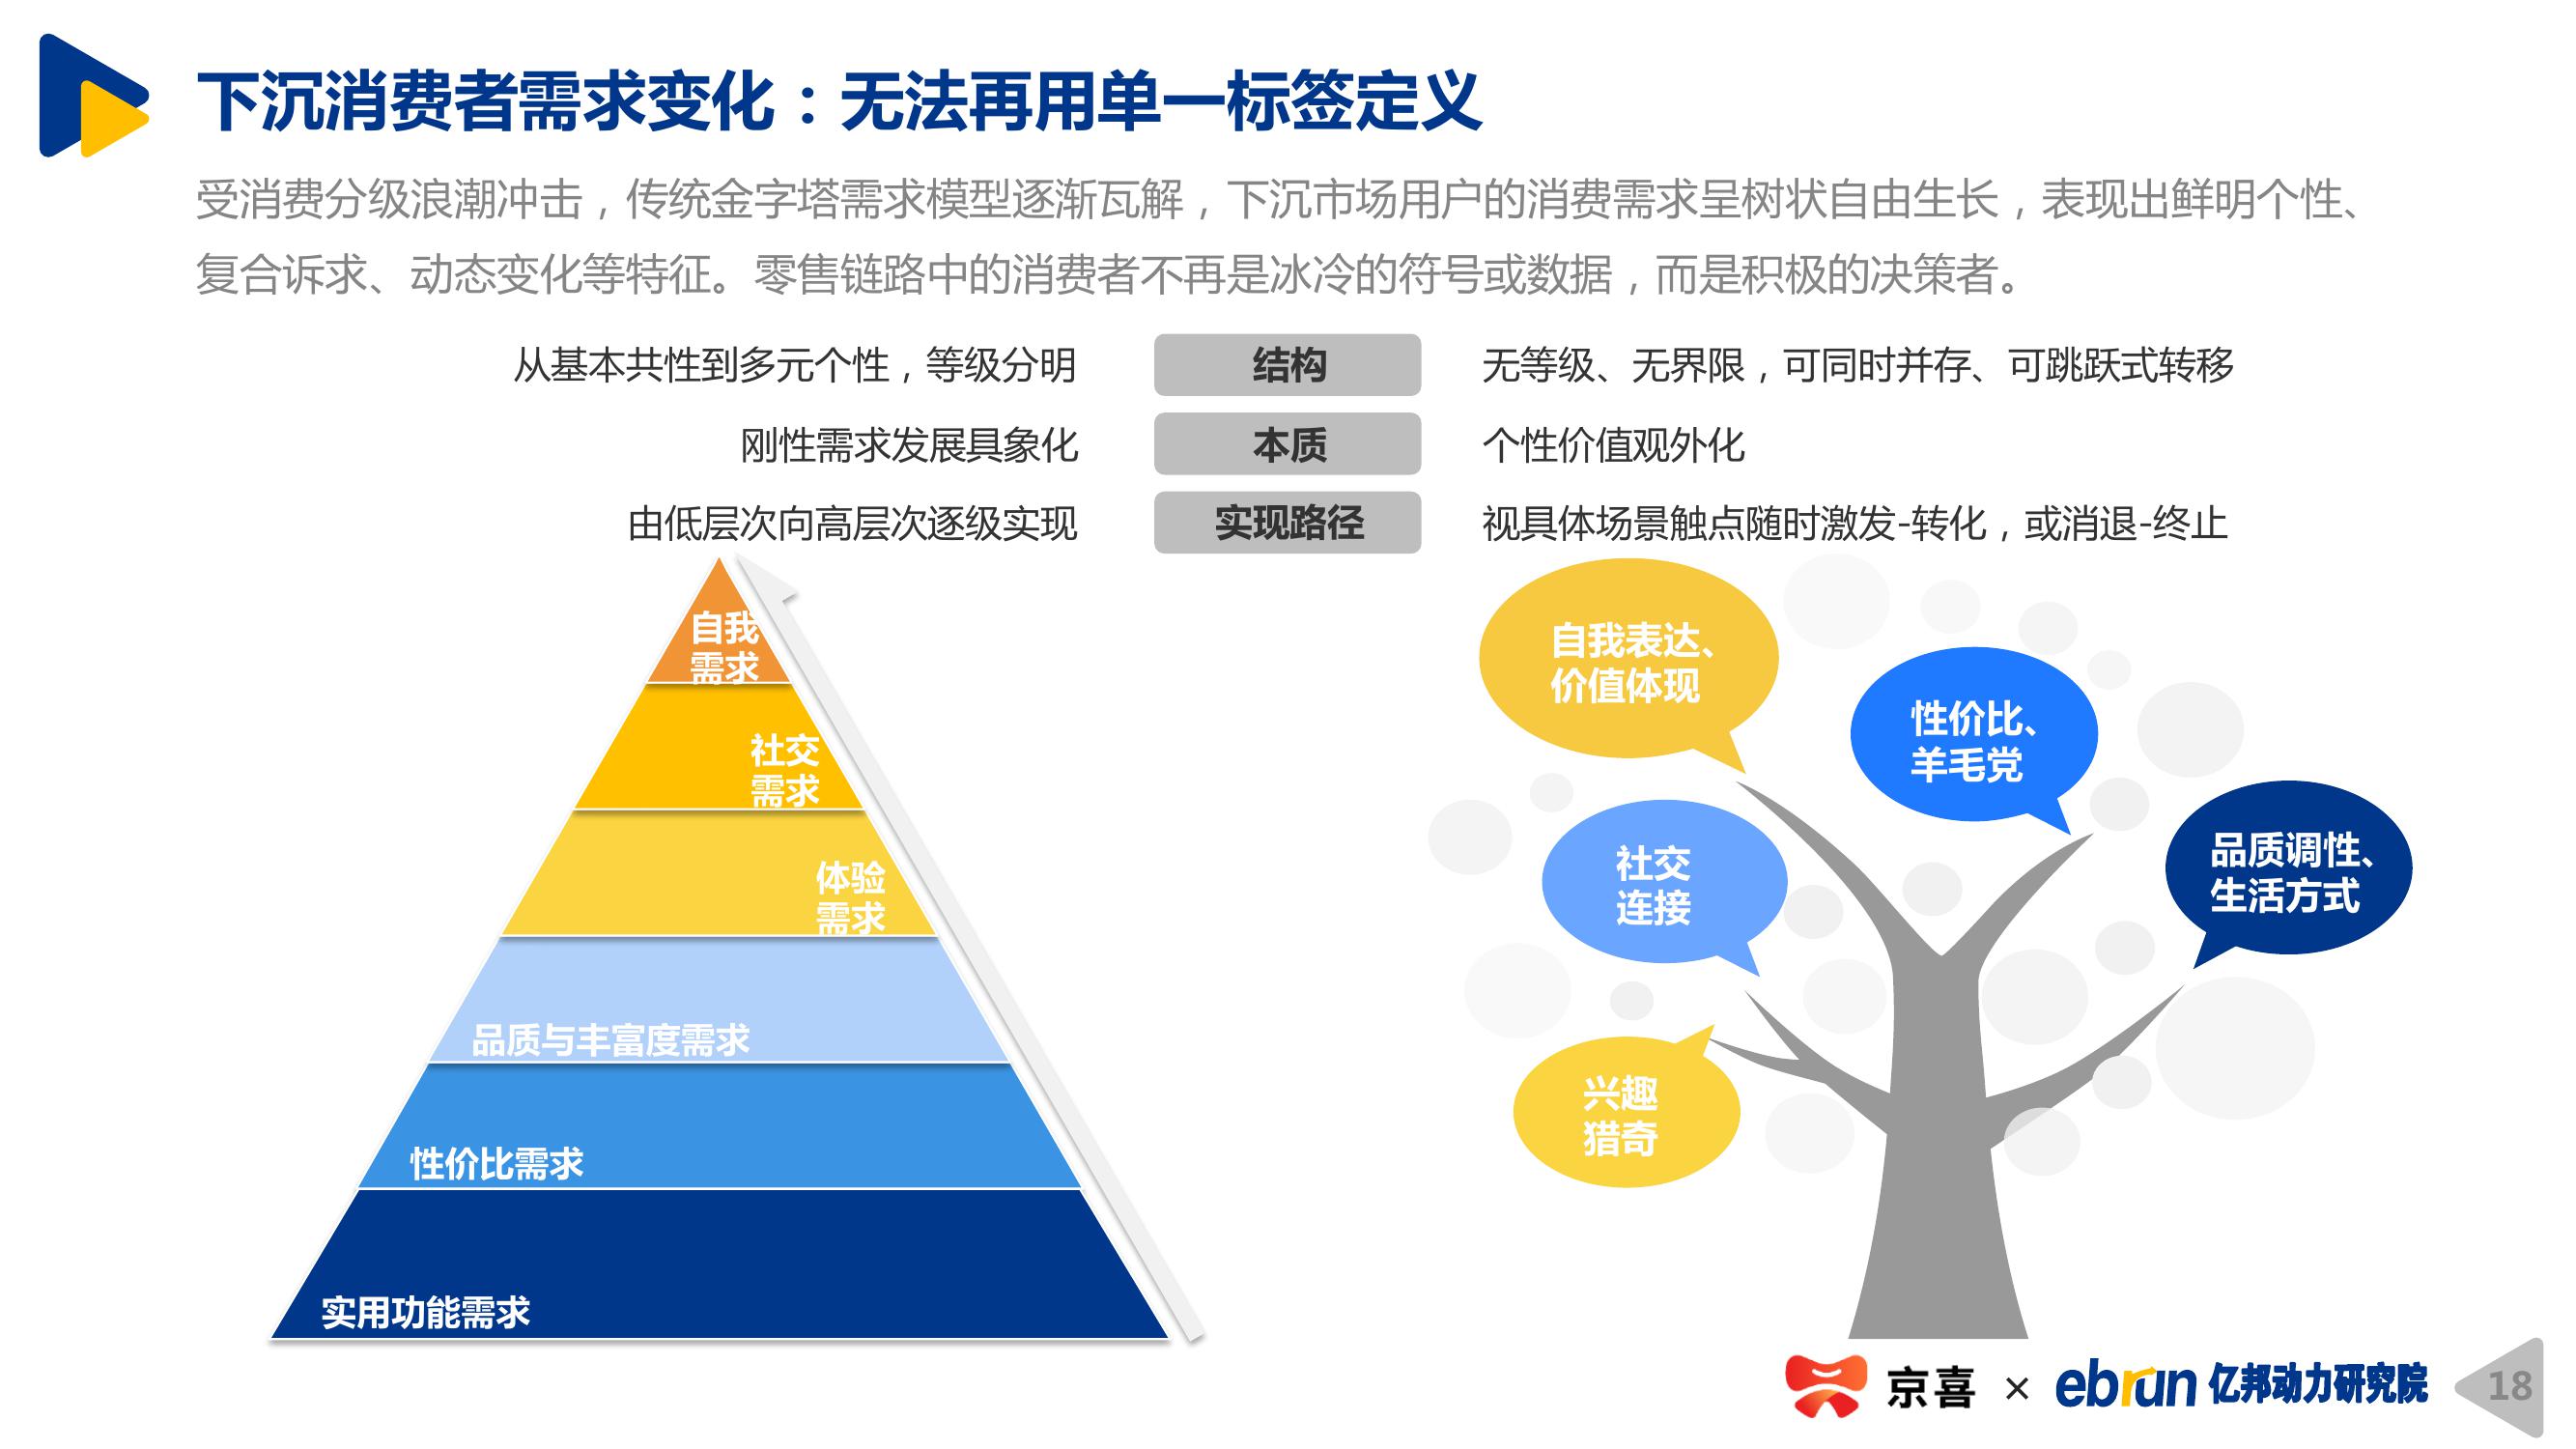 下沉消费者需求变化：无法再用单一标签定义
受消费分级浪潮冲击，传统金字塔需求模型逐渐瓦解，下沉市场用户的消费需求呈树状自由生长，表现出鲜明个性、
复合诉求、动态变化等特征。零售链路中的消费者不再是冰冷的符号或数据，而是积极的决策者。
从基本共性到多元个性，等级分明
结构
无等级、无界限，可同时并存、可跳跃式转移
刚性需求发展具象化
本质
个性价值观外化
由低层次向高层次逐级实现
实现路径
视具体场景触点随时激发-转化，或消退-终止
自我
需求
社交
需求
体验
需求
品质与丰富度需求
性价比需求
实用功能需求
自我表达、
价值体现
性价比、
羊毛党
社交
连接
品质调性、
生活方式
兴趣
猎奇
京喜 × ebrun 亿邦动力研究院
18